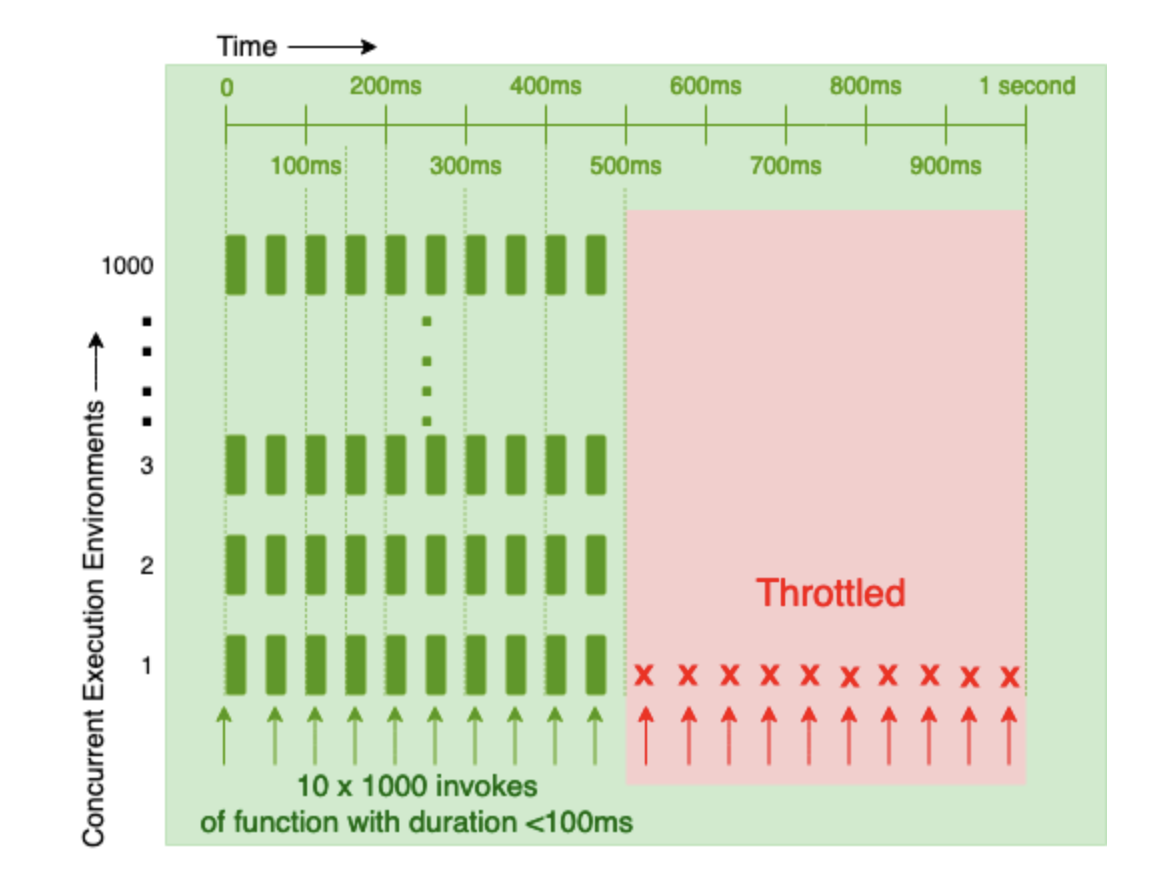 Time
0 200ms 400ms 600ms 800ms 1 second
100ms 300ms 500ms 700ms 900ms
1000
3
2
1
Concurrent Execution Environments
Throttled
x x x x x x x x x x
10 x 1000 invokes
of function with duration <100ms